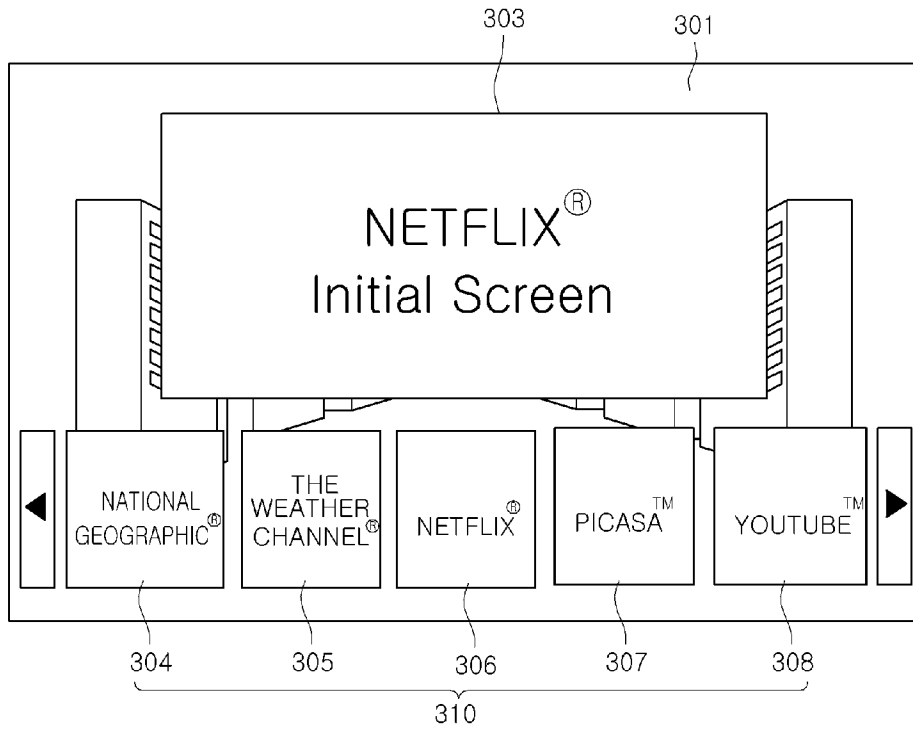 303
301
NETFLIX®
Initial Screen
NATIONAL
GEOGRAPHIC®
THE
WEATHER
CHANNEL®
NETFLIX®
PICASA™
YOUTUBE™
304
305
306
307
308
310